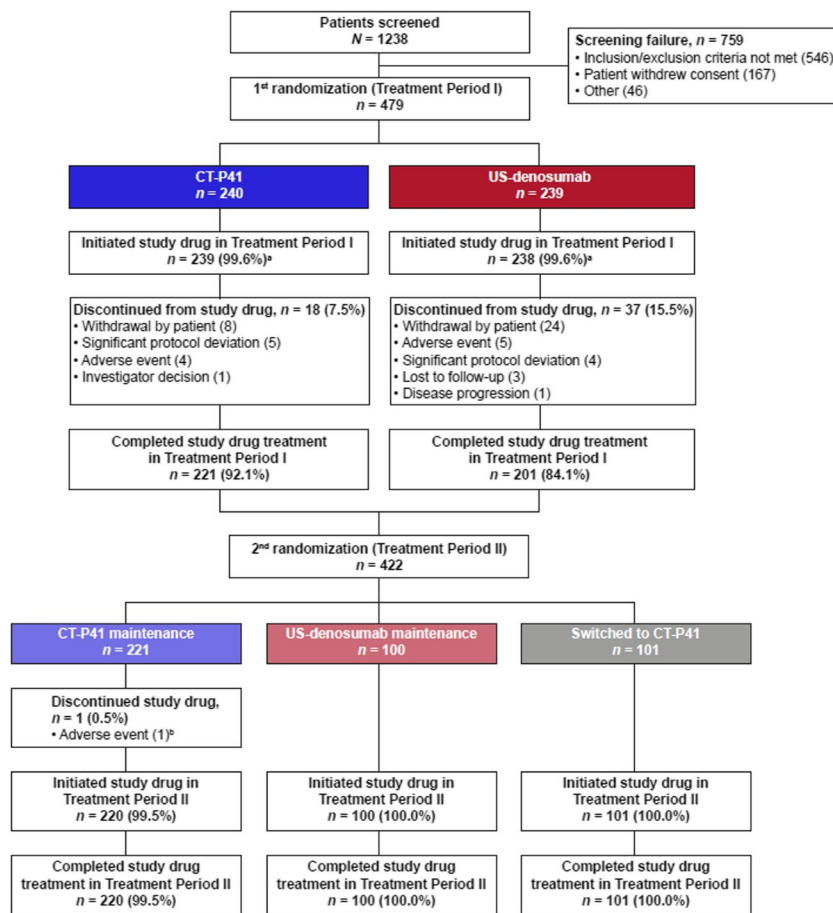 Patients screened
N = 1238
Screening failure, n = 759
• Inclusion/exclusion criteria not met (546)
• Patient withdrew consent (167)
• Other (46)
1st randomization (Treatment Period I)
n = 479
CT-P41
n = 240
US-denosumab
n = 239
Initiated study drug in Treatment Period I
n = 239 (99.6%)a
Initiated study drug in Treatment Period I
n = 238 (99.6%)a
Discontinued from study drug, n = 18 (7.5%)
• Withdrawal by patient (8)
• Significant protocol deviation (5)
• Adverse event (4)
• Investigator decision (1)
Discontinued from study drug, n = 37 (15.5%)
• Withdrawal by patient (24)
• Adverse event (5)
• Significant protocol deviation (4)
• Lost to follow-up (3)
• Disease progression (1)
Completed study drug treatment
in Treatment Period I
n = 221 (92.1%)
Completed study drug treatment
in Treatment Period I
n = 201 (84.1%)
2nd randomization (Treatment Period II)
n = 422
CT-P41 maintenance
n = 221
US-denosumab maintenance
n = 100
Switched to CT-P41
n = 101
Discontinued study drug,
n = 1 (0.5%)
• Adverse event (1)b
Initiated study drug in
Treatment Period II
n = 220 (99.5%)
Initiated study drug in
Treatment Period II
n = 100 (100.0%)
Initiated study drug in
Treatment Period II
n = 101 (100.0%)
Completed study drug
treatment in Treatment Period II
n = 220 (99.5%)
Completed study drug
treatment in Treatment Period II
n = 100 (100.0%)
Completed study drug
treatment in Treatment Period II
n = 101 (100.0%)